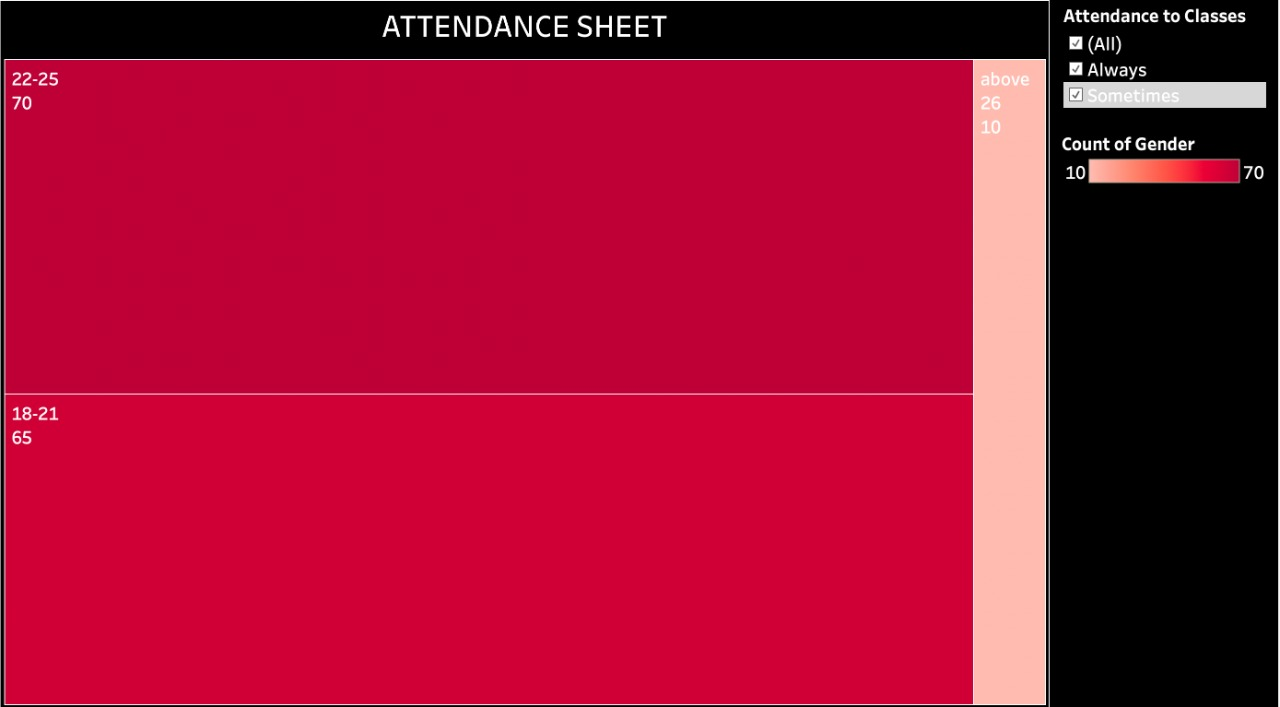 ATTENDANCE SHEET
22-25
70
above
26
10
18-21
65
Attendance to Classes
(All)
Always
Sometimes
Count of Gender
10 70